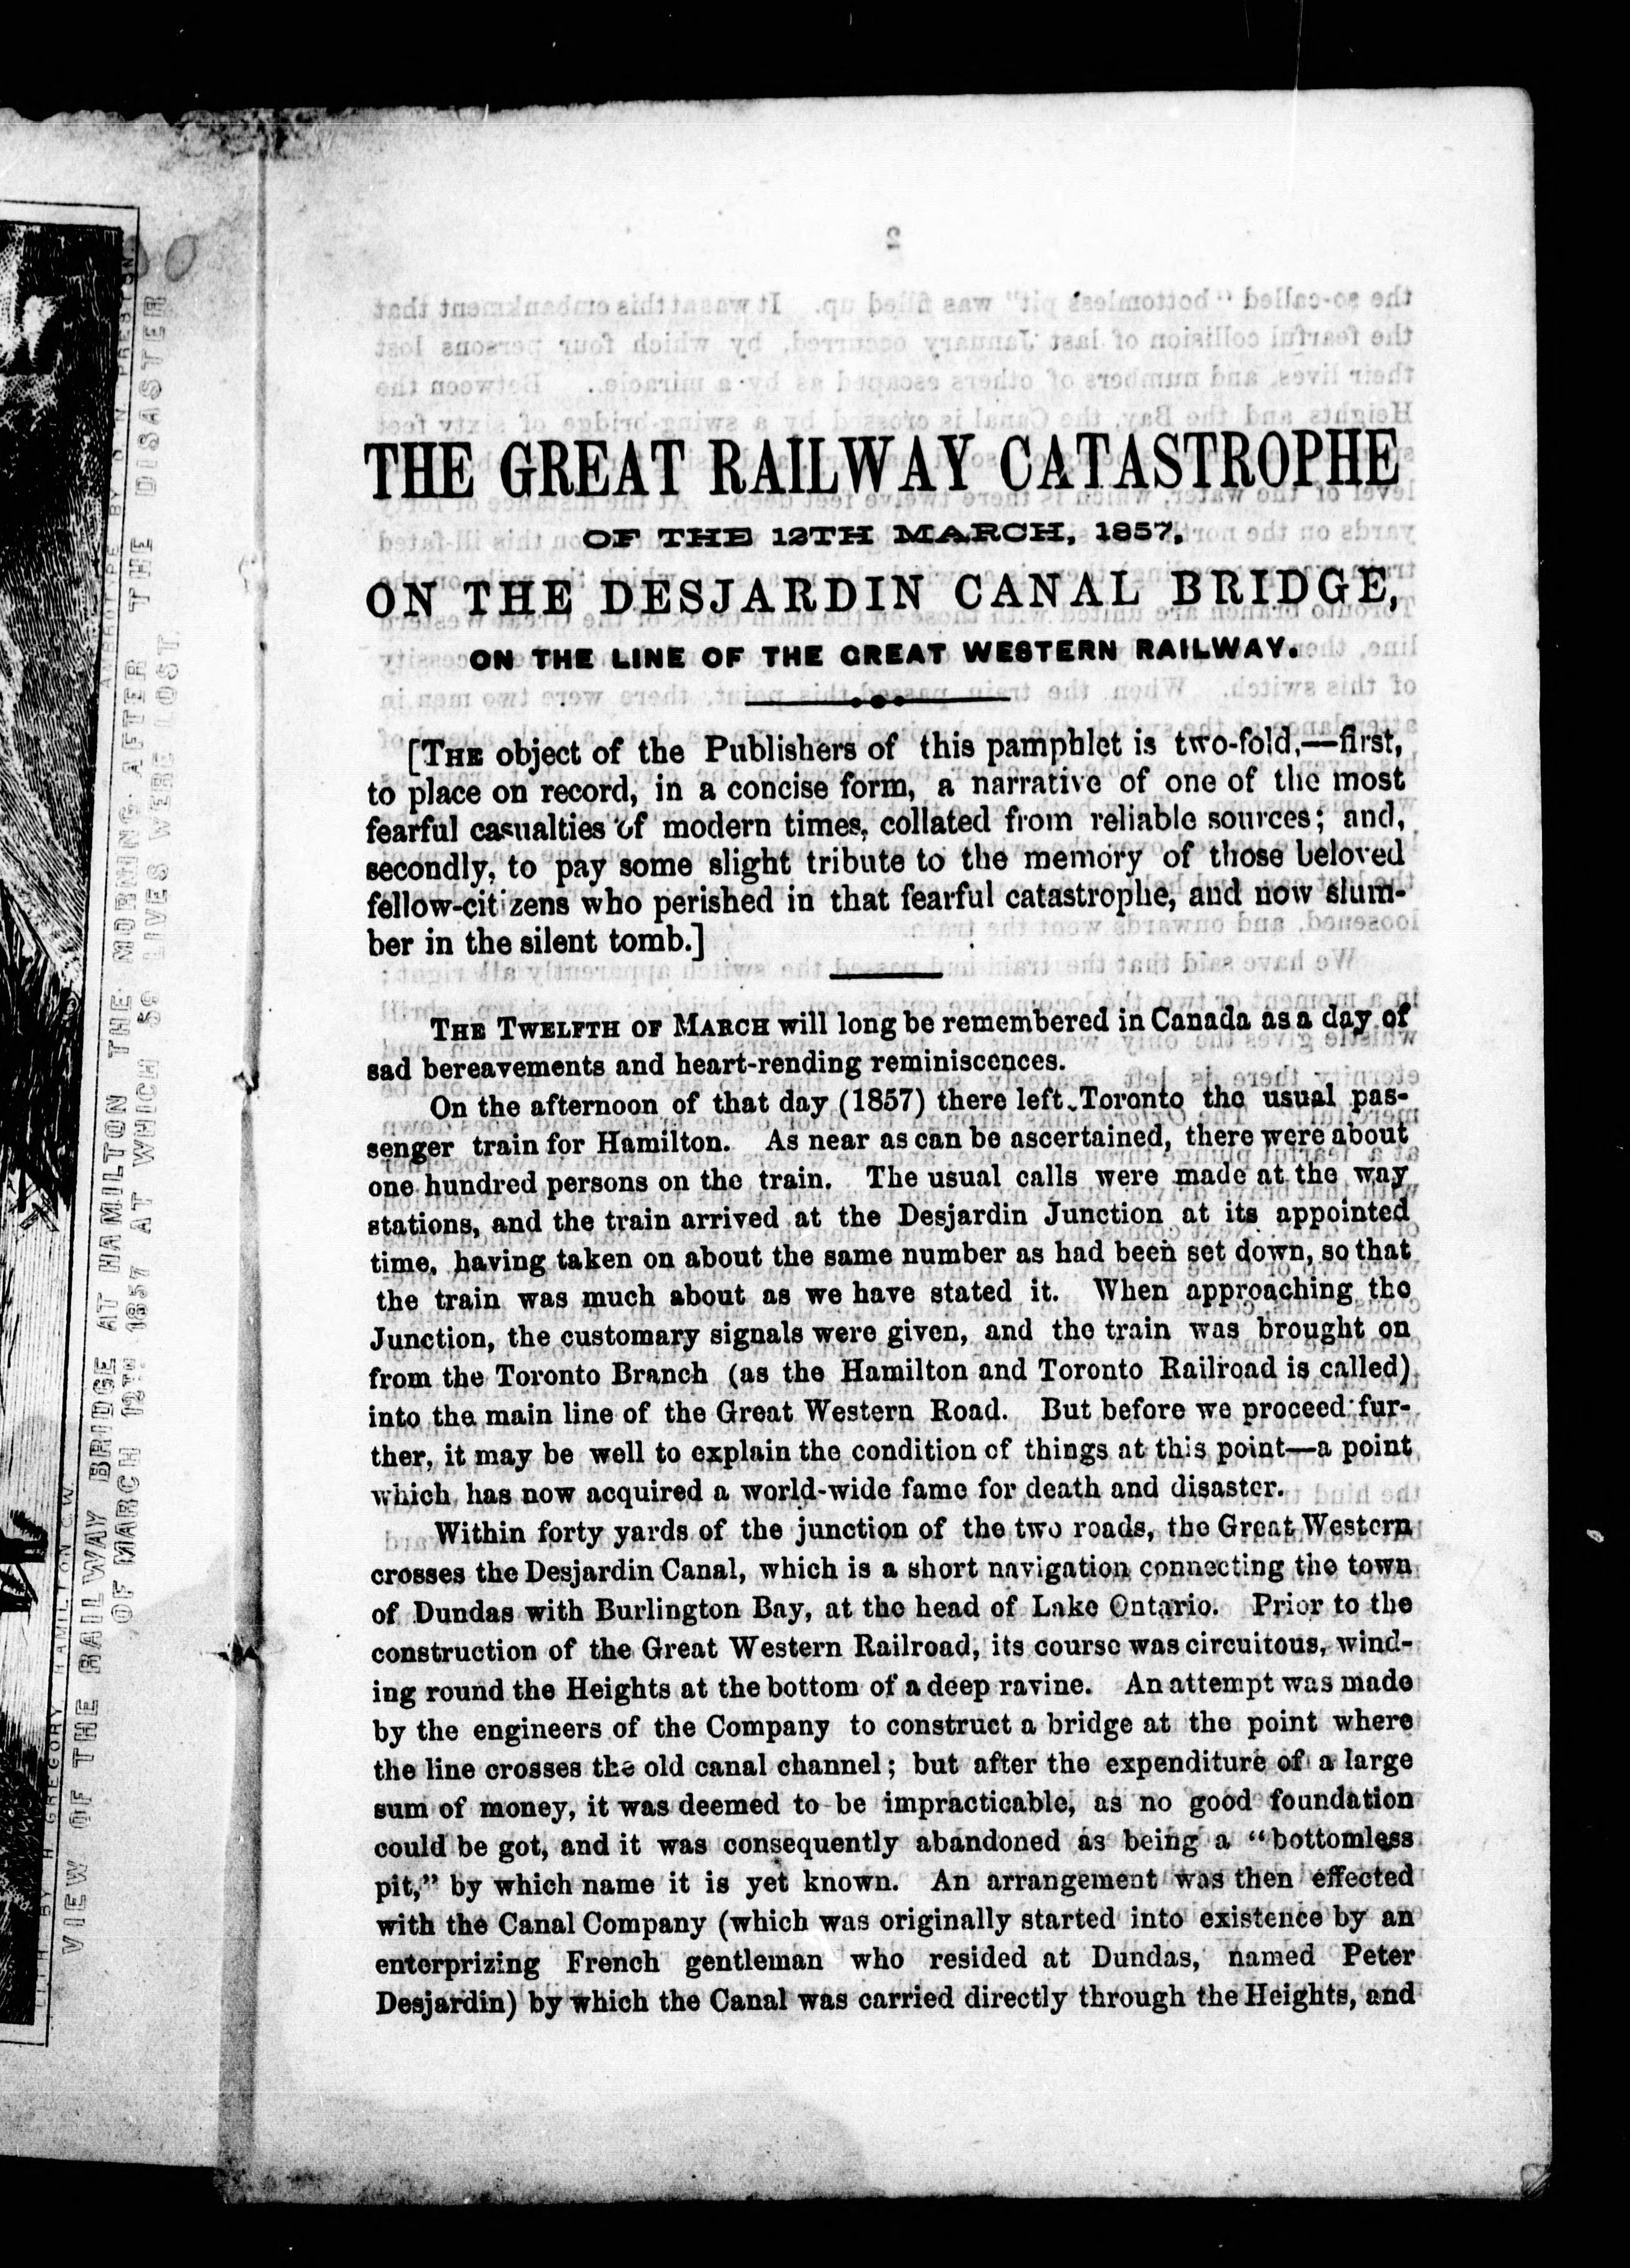 THE GREAT RAILWAY CATASTROPHE
OF THE 12TH MARCH, 1857,
ON THE DESJARDIN CANAL BRIDGE,
ON THE LINE OF THE GREAT WESTERN RAILWAY.
[THE object of the Publishers of this pamphlet is two-fold,—first,
to place on record, in a concise form, a narrative of one of the most
fearful casualties of modern times, collated from reliable sources; and,
secondly, to pay some slight tribute to the memory of those beloved
fellow-citizens who perished in that fearful catastrophe, and now slum-
ber in the silent tomb.]
THE TWELFTH OF MARCH will long be remembered in Canada as a day of
sad bereavements and heart-rending reminiscences.
On the afternoon of that day (1857) there left Toronto the usual pas-
senger train for Hamilton. As near as can be ascertained, there were about
one hundred persons on the train. The usual calls were made at the way
stations, and the train arrived at the Desjardin Junction at its appointed
time, having taken on about the same number as had been set down, so that
the train was much about as we have stated it. When approaching the
Junction, the customary signals were given, and the train was brought on
from the Toronto Branch (as the Hamilton and Toronto Railroad is called)
into the main line of the Great Western Road. But before we proceed fur-
ther, it may be well to explain the condition of things at this point—a point
which has now acquired a world-wide fame for death and disaster.
Within forty yards of the junction of the two roads, the Great Western
crosses the Desjardin Canal, which is a short navigation connecting the town
of Dundas with Burlington Bay, at the head of Lake Ontario. Prior to the
construction of the Great Western Railroad, its course was circuitous, wind-
ing round the Heights at the bottom of a deep ravine. An attempt was made
by the engineers of the Company to construct a bridge at the point where
the line crosses the old canal channel; but after the expenditure of a large
sum of money, it was deemed to be impracticable, as no good foundation
could be got, and it was consequently abandoned as being a "bottomless
pit," by which name it is yet known. An arrangement was then effected
with the Canal Company (which was originally started into existence by an
enterprizing French gentleman who resided at Dundas, named Peter
Desjardin) by which the Canal was carried directly through the Heights, and
LITH BY H GREGORY HAMILTON C.W. AMBROTYPE BY D. N. PRESTON.
VIEW OF THE RAILWAY BRIDGE AT HAMILTON THE MORNING AFTER THE DISASTER
OF MARCH 12TH 1857 AT WHICH 59 LIVES WERE LOST.